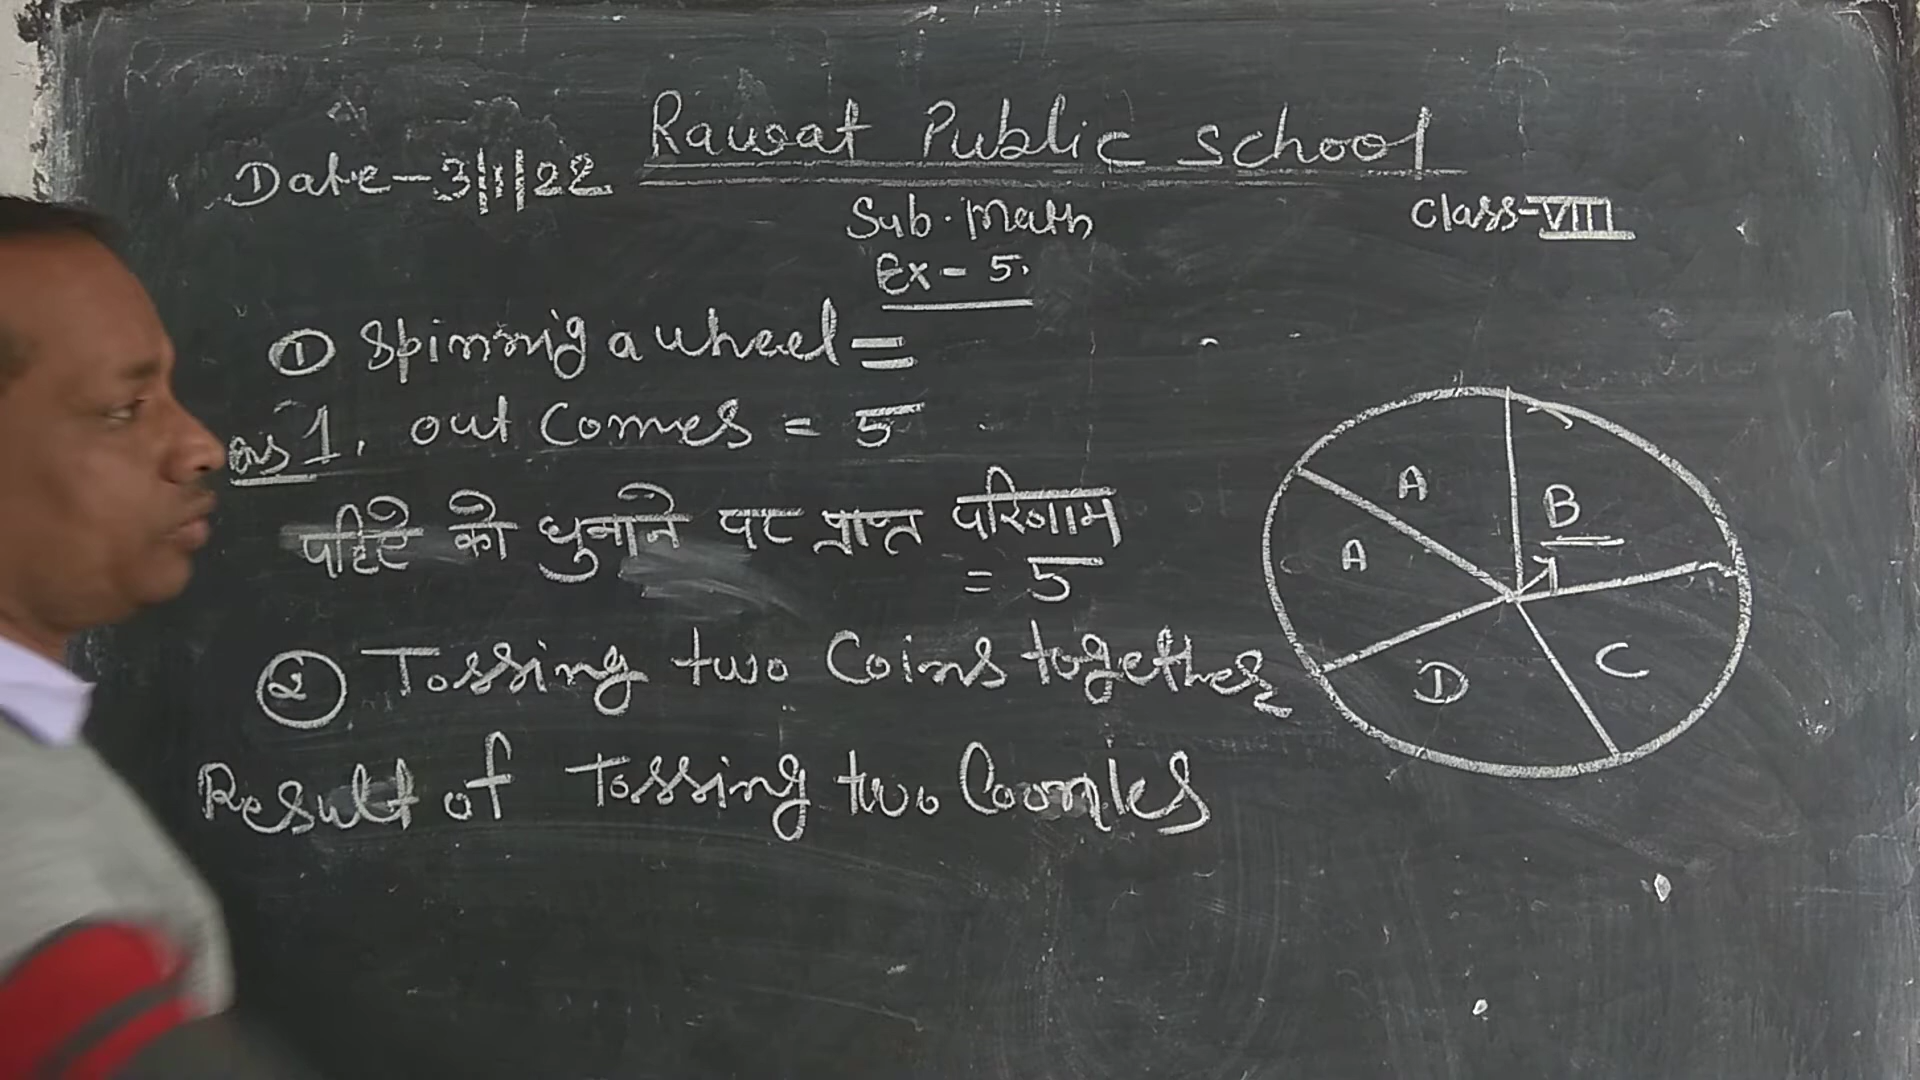 Rawat Public School
Date-3|1|22
Sub. Math
Class-VIII
Ex-5.
① Spinning a wheel =
Ans 1. out comes = 5
पहिये को घुमाने पर प्राप्त परिणाम
= 5
② Tossing two Coins together
Result of Tossing two
A
B
A
D
C